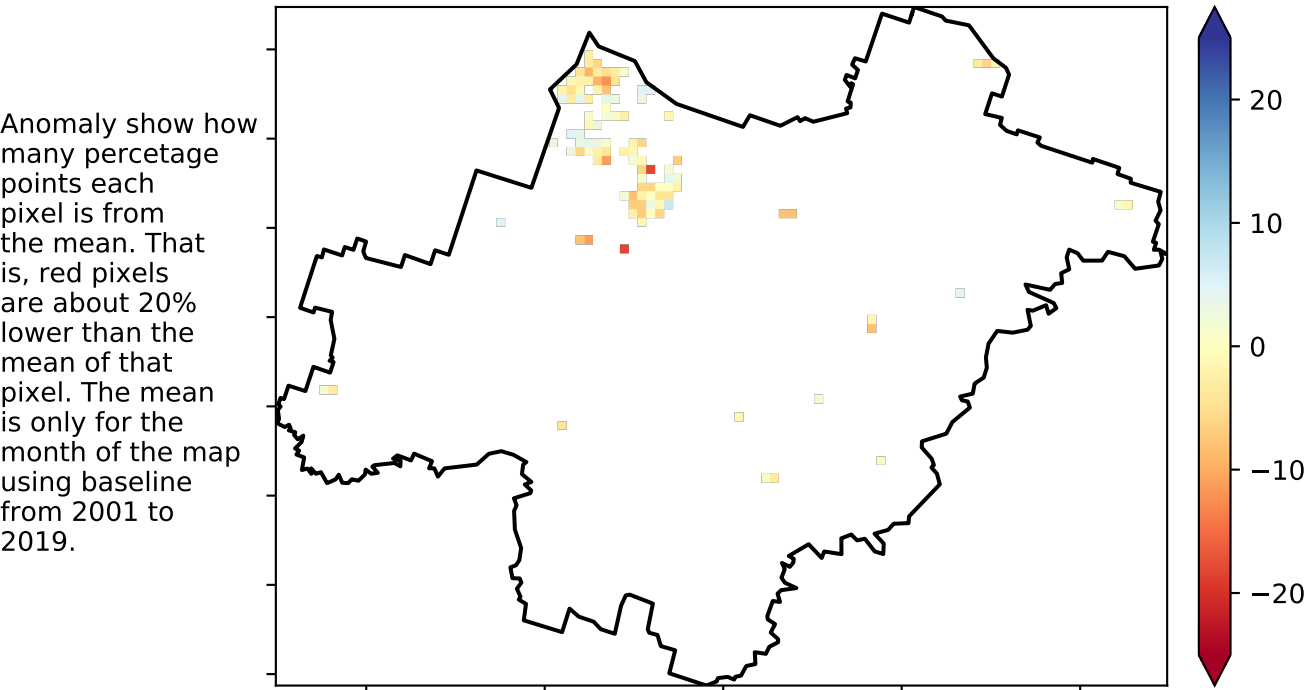 Anomaly show how
many percetage
points each
pixel is from
the mean. That
is, red pixels
are about 20%
lower than the
mean of that
pixel. The mean
is only for the
month of the map
using baseline
from 2001 to
2019.
20
10
0
−10
−20